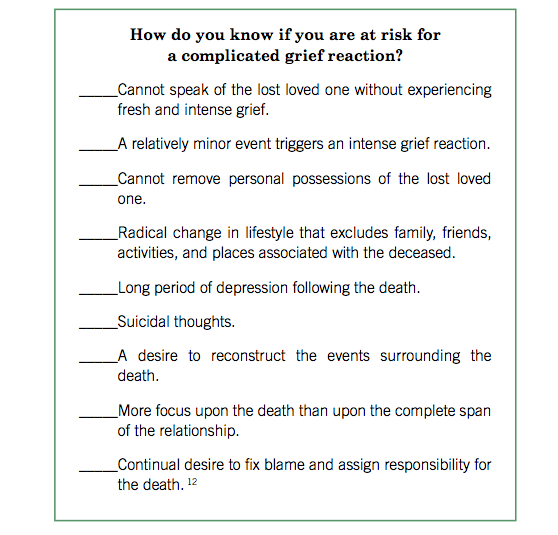 How do you know if you are at risk for
a complicated grief reaction?
_____Cannot speak of the lost loved one without experiencing
fresh and intense grief.
_____A relatively minor event triggers an intense grief reaction.
_____Cannot remove personal possessions of the lost loved
one.
_____Radical change in lifestyle that excludes family, friends,
activities, and places associated with the deceased.
_____Long period of depression following the death.
_____Suicidal thoughts.
_____A desire to reconstruct the events surrounding the
death.
_____More focus upon the death than upon the complete span
of the relationship.
_____Continual desire to fix blame and assign responsibility for
the death. 12